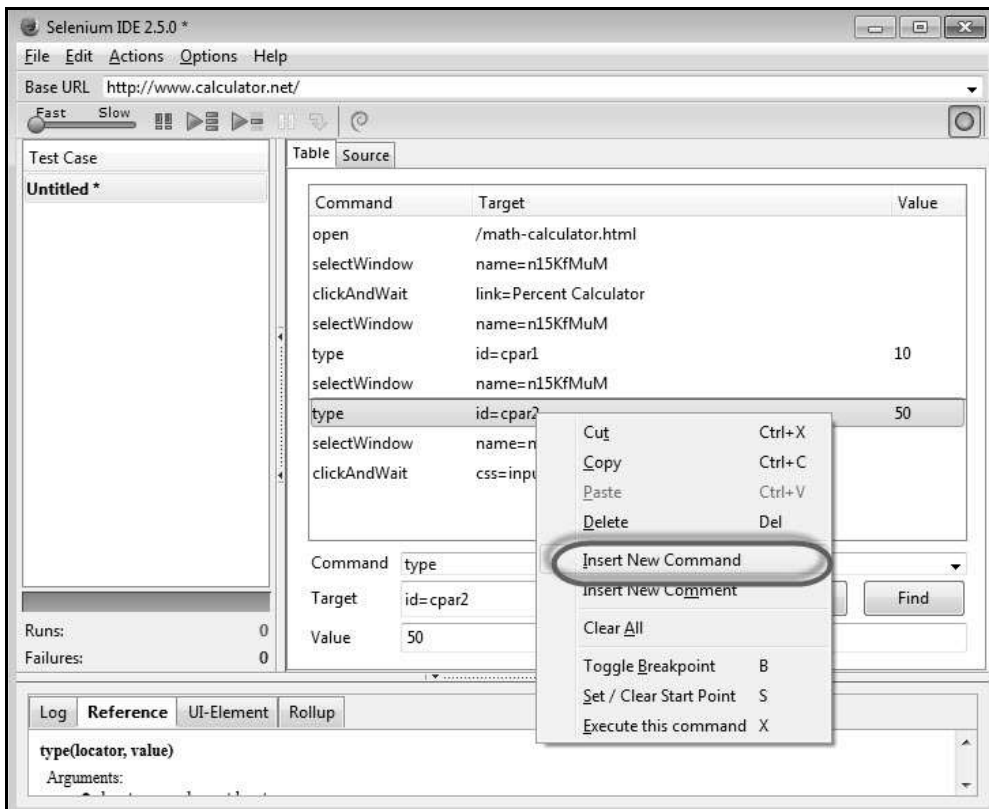 Selenium IDE 2.5.0 *
File Edit Actions Options Help
Base URL http://www.calculator.net/
Fast Slow
Test Case
Untitled *
Runs: 0
Failures: 0
Table Source
Command Target Value
open /math-calculator.html
selectWindow name=n15KfMuM
clickAndWait link=Percent Calculator
selectWindow name=n15KfMuM
type id=cpar1 10
selectWindow name=n15KfMuM
type id=cpar2 50
selectWindow name=n
clickAndWait css=inpu
Cut Ctrl+X
Copy Ctrl+C
Paste Ctrl+V
Delete Del
Insert New Command
Insert New Comment
Clear All
Toggle Breakpoint B
Set / Clear Start Point S
Execute this command X
Command type
Target id=cpar2 Find
Value 50
Log Reference UI-Element Rollup
type(locator, value)
Arguments: